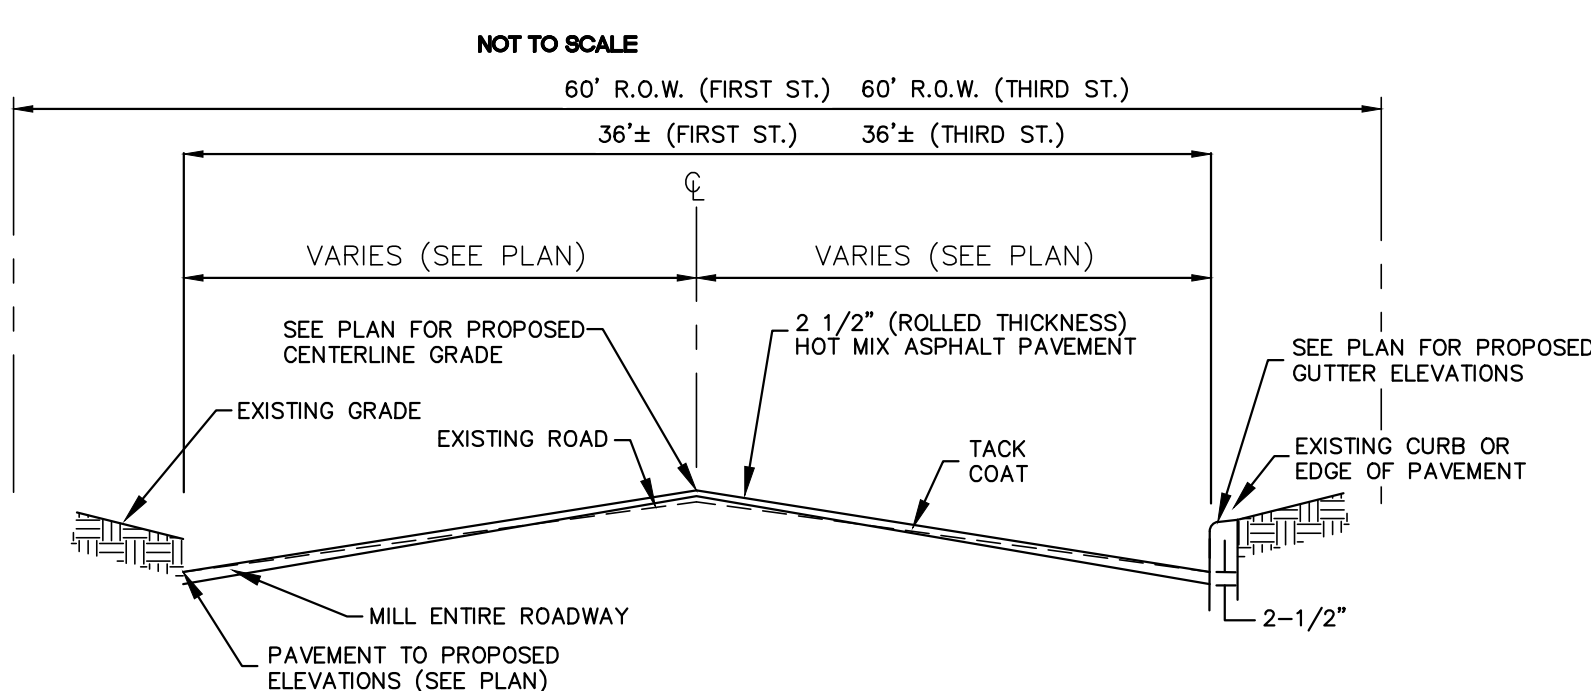 NOT TO SCALE
60' R.O.W. (FIRST ST.) 60' R.O.W. (THIRD ST.)
36'± (FIRST ST.) 36'± (THIRD ST.)
℄
VARIES (SEE PLAN) VARIES (SEE PLAN)
SEE PLAN FOR PROPOSED
CENTERLINE GRADE
2 1/2" (ROLLED THICKNESS)
HOT MIX ASPHALT PAVEMENT
SEE PLAN FOR PROPOSED
GUTTER ELEVATIONS
EXISTING GRADE
EXISTING ROAD
TACK
COAT
EXISTING CURB OR
EDGE OF PAVEMENT
MILL ENTIRE ROADWAY
2-1/2"
PAVEMENT TO PROPOSED
ELEVATIONS (SEE PLAN)